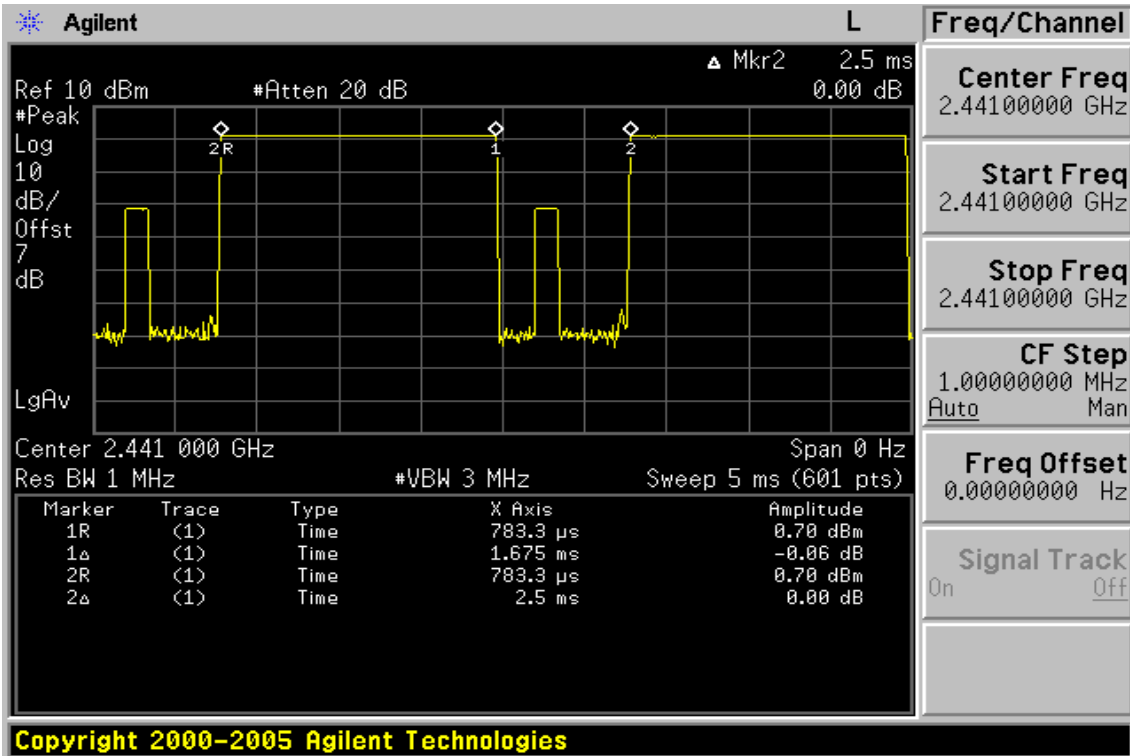 Agilent L Freq/Channel
Δ Mkr2 2.5 ms
Ref 10 dBm #Atten 20 dB 0.00 dB
#Peak
Log
10
dB/
Offst
7
dB
LgAv
2R 1 2
Center 2.441 000 GHz Span 0 Hz
Res BW 1 MHz #VBW 3 MHz Sweep 5 ms (601 pts)
Marker Trace Type X Axis Amplitude
1R (1) Time 783.3 µs 0.70 dBm
1Δ (1) Time 1.675 ms -0.06 dB
2R (1) Time 783.3 µs 0.70 dBm
2Δ (1) Time 2.5 ms 0.00 dB
Center Freq
2.44100000 GHz
Start Freq
2.44100000 GHz
Stop Freq
2.44100000 GHz
CF Step
1.00000000 MHz
Auto Man
Freq Offset
0.00000000 Hz
Signal Track
On Off
Copyright 2000-2005 Agilent Technologies